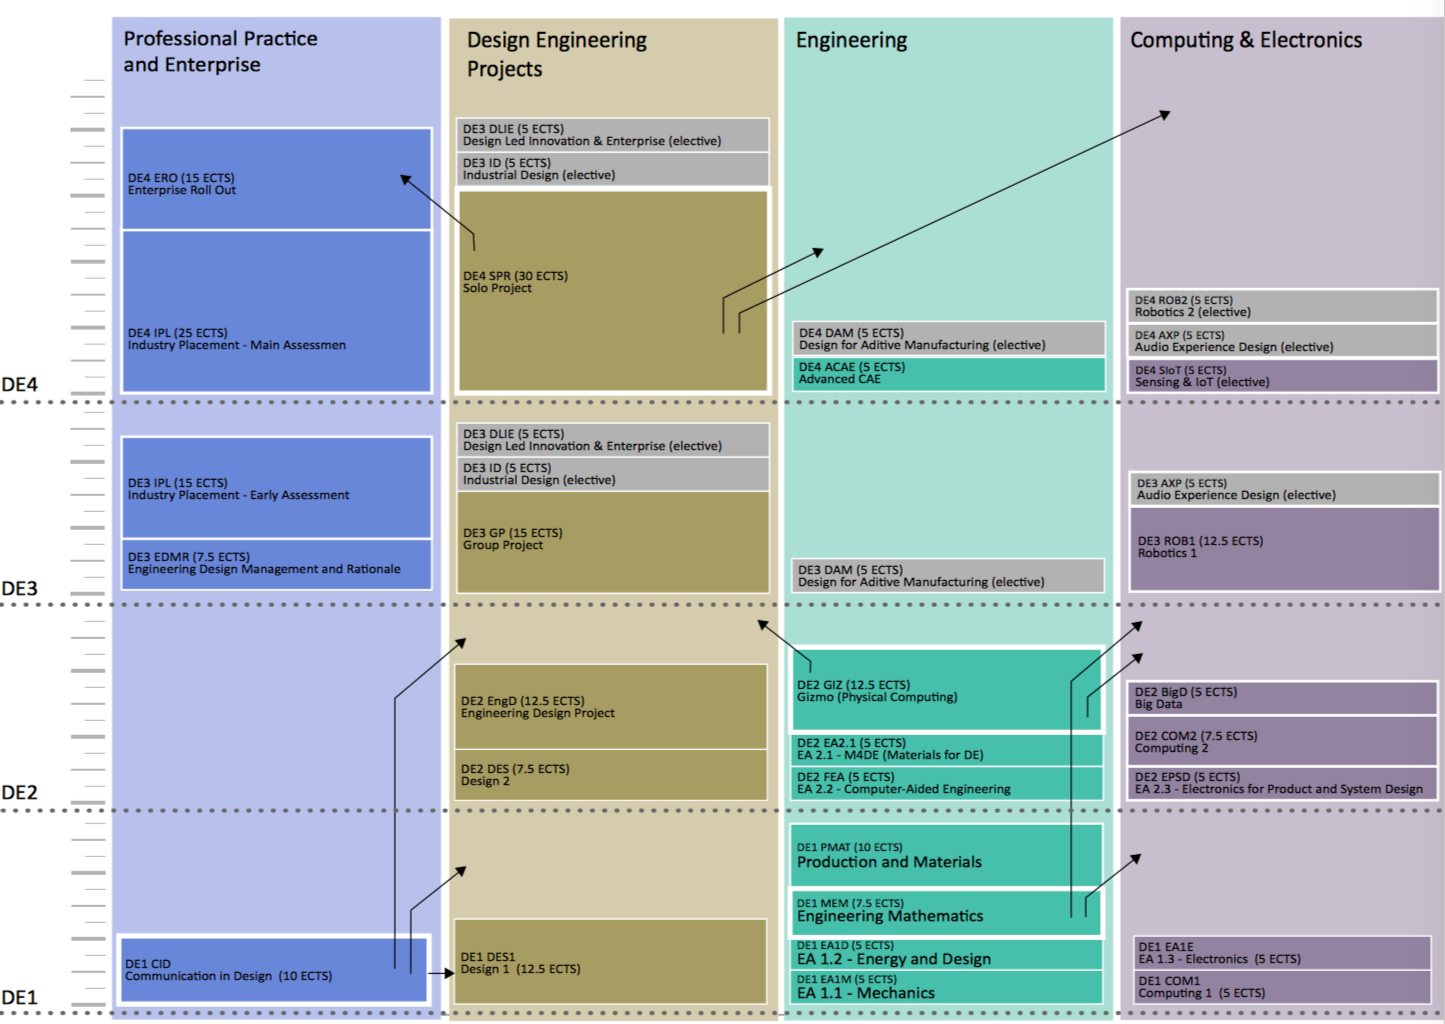 Professional Practice
and Enterprise
Design Engineering
Projects
Engineering
Computing & Electronics
DE4 ERO (15 ECTS)
Enterprise Roll Out
DE4 IPL (25 ECTS)
Industry Placement - Main Assessmen
DE3 DLIE (5 ECTS)
Design Led Innovation & Enterprise (elective)
DE3 ID (5 ECTS)
Industrial Design (elective)
DE4 SPR (30 ECTS)
Solo Project
DE4 DAM (5 ECTS)
Design for Aditive Manufacturing (elective)
DE4 ACAE (5 ECTS)
Advanced CAE
DE4 ROB2 (5 ECTS)
Robotics 2 (elective)
DE4 AXP (5 ECTS)
Audio Experience Design (elective)
DE4 SIoT (5 ECTS)
Sensing & IoT (elective)
DE4
DE3 IPL (15 ECTS)
Industry Placement - Early Assessment
DE3 EDMR (7.5 ECTS)
Engineering Design Management and Rationale
DE3 DLIE (5 ECTS)
Design Led Innovation & Enterprise (elective)
DE3 ID (5 ECTS)
Industrial Design (elective)
DE3 GP (15 ECTS)
Group Project
DE3 DAM (5 ECTS)
Design for Aditive Manufacturing (elective)
DE3 AXP (5 ECTS)
Audio Experience Design (elective)
DE3 ROB1 (12.5 ECTS)
Robotics 1
DE3
DE2 EngD (12.5 ECTS)
Engineering Design Project
DE2 DES (7.5 ECTS)
Design 2
DE2 GIZ (12.5 ECTS)
Gizmo (Physical Computing)
DE2 EA2.1 (5 ECTS)
EA 2.1 - M4DE (Materials for DE)
DE2 FEA (5 ECTS)
EA 2.2 - Computer-Aided Engineering
DE2 BigD (5 ECTS)
Big Data
DE2 COM2 (7.5 ECTS)
Computing 2
DE2 EPSD (5 ECTS)
EA 2.3 - Electronics for Product and System Design
DE2
DE1 CID
Communication in Design (10 ECTS)
DE1 DES1
Design 1 (12.5 ECTS)
DE1 PMAT (10 ECTS)
Production and Materials
DE1 MEM (7.5 ECTS)
Engineering Mathematics
DE1 EA1D (5 ECTS)
EA 1.2 - Energy and Design
DE1 EA1M (5 ECTS)
EA 1.1 - Mechanics
DE1 EA1E
EA 1.3 - Electronics (5 ECTS)
DE1 COM1
Computing 1 (5 ECTS)
DE1